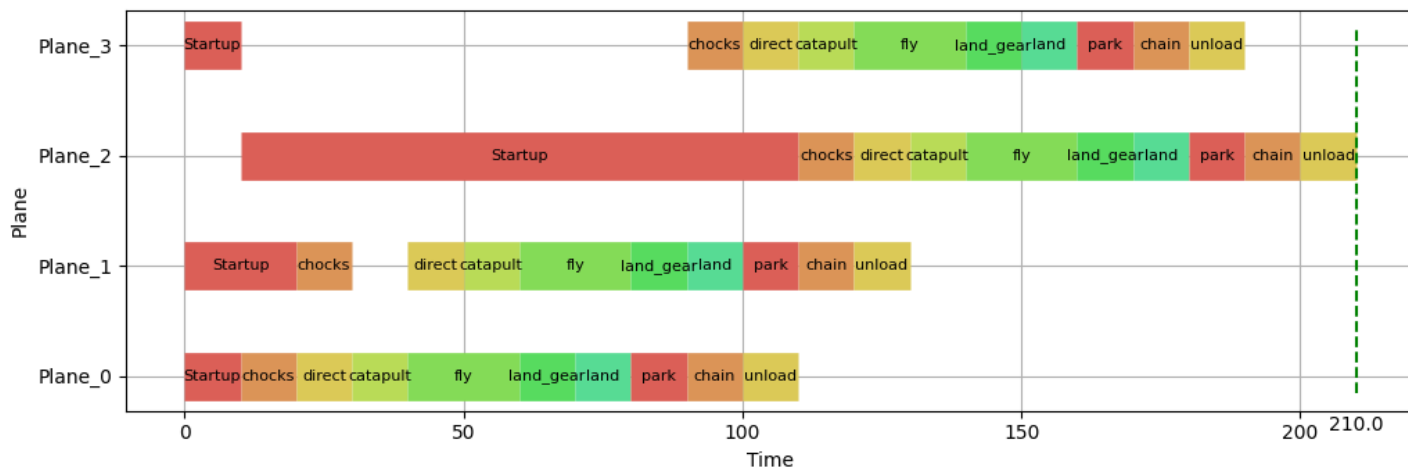 Plane_3 Startup chocks direct catapult fly land_gear land park chain unload
Plane_2 Startup chocks direct catapult fly land_gear land park chain unload
Plane
Plane_1 Startup chocks direct catapult fly land_gear land park chain unload
Plane_0 Startup chocks direct catapult fly land_gear land park chain unload
0 50 100 150 200 210.0
Time